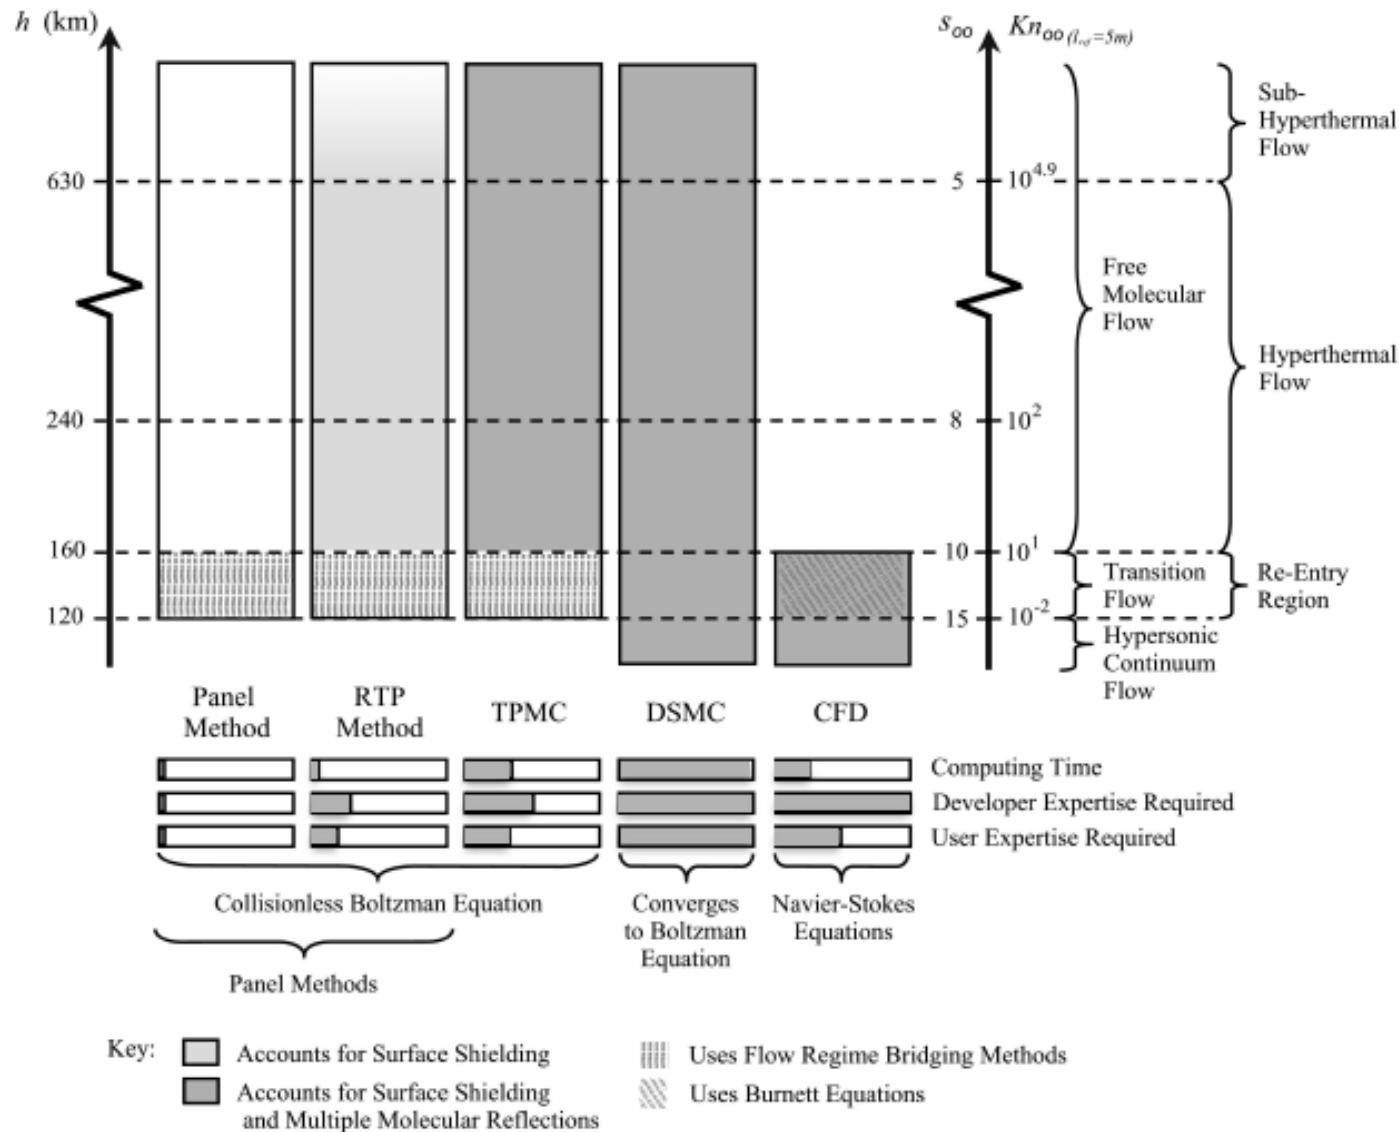 h (km)
s∞ Kn∞ (l_ref=5m)
Sub-
Hyperthermal
Flow
630
5
10^4.9
Free
Molecular
Flow
Hyperthermal
Flow
240
8
10^2
160
10
10^1
Transition
Flow
Re-Entry
Region
120
15
10^-2
Hypersonic
Continuum
Flow
Panel
Method
RTP
Method
TPMC
DSMC
CFD
Computing Time
Developer Expertise Required
User Expertise Required
Collisionless Boltzman Equation
Converges
to Boltzman
Equation
Navier-Stokes
Equations
Panel Methods
Key:
Accounts for Surface Shielding
Accounts for Surface Shielding
and Multiple Molecular Reflections
Uses Flow Regime Bridging Methods
Uses Burnett Equations